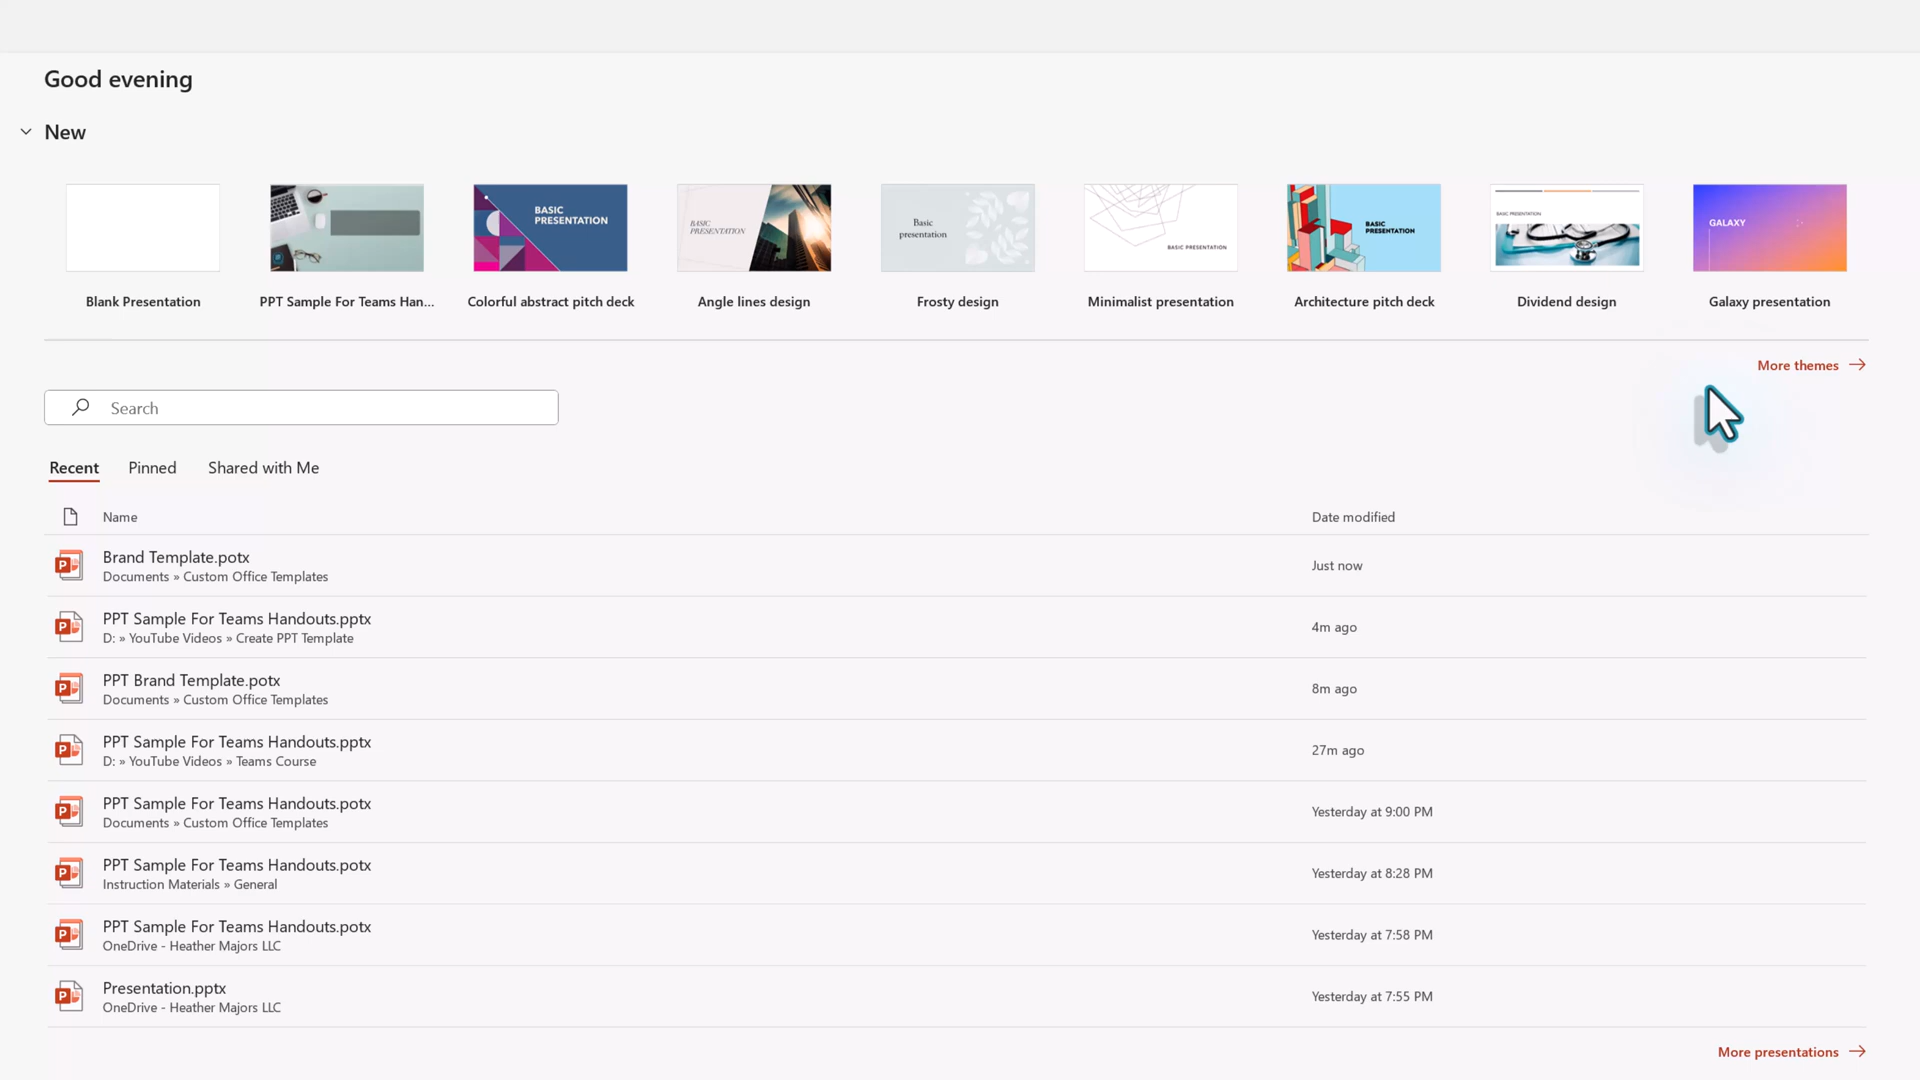 Good evening
New
BASIC
PRESENTATION
BASIC
PRESENTATION
Basic
presentation
BASIC PRESENTATION
BASIC
PRESENTATION
BASIC PRESENTATION
GALAXY
Blank Presentation
PPT Sample For Teams Han...
Colorful abstract pitch deck
Angle lines design
Frosty design
Minimalist presentation
Architecture pitch deck
Dividend design
Galaxy presentation
More themes
Search
Recent Pinned Shared with Me
Name Date modified
Brand Template.potx
Documents » Custom Office Templates
Just now
PPT Sample For Teams Handouts.pptx
D: » YouTube Videos » Create PPT Template
4m ago
PPT Brand Template.potx
Documents » Custom Office Templates
8m ago
PPT Sample For Teams Handouts.pptx
D: » YouTube Videos » Teams Course
27m ago
PPT Sample For Teams Handouts.potx
Documents » Custom Office Templates
Yesterday at 9:00 PM
PPT Sample For Teams Handouts.potx
Instruction Materials » General
Yesterday at 8:28 PM
PPT Sample For Teams Handouts.potx
OneDrive - Heather Majors LLC
Yesterday at 7:58 PM
Presentation.pptx
OneDrive - Heather Majors LLC
Yesterday at 7:55 PM
More presentations